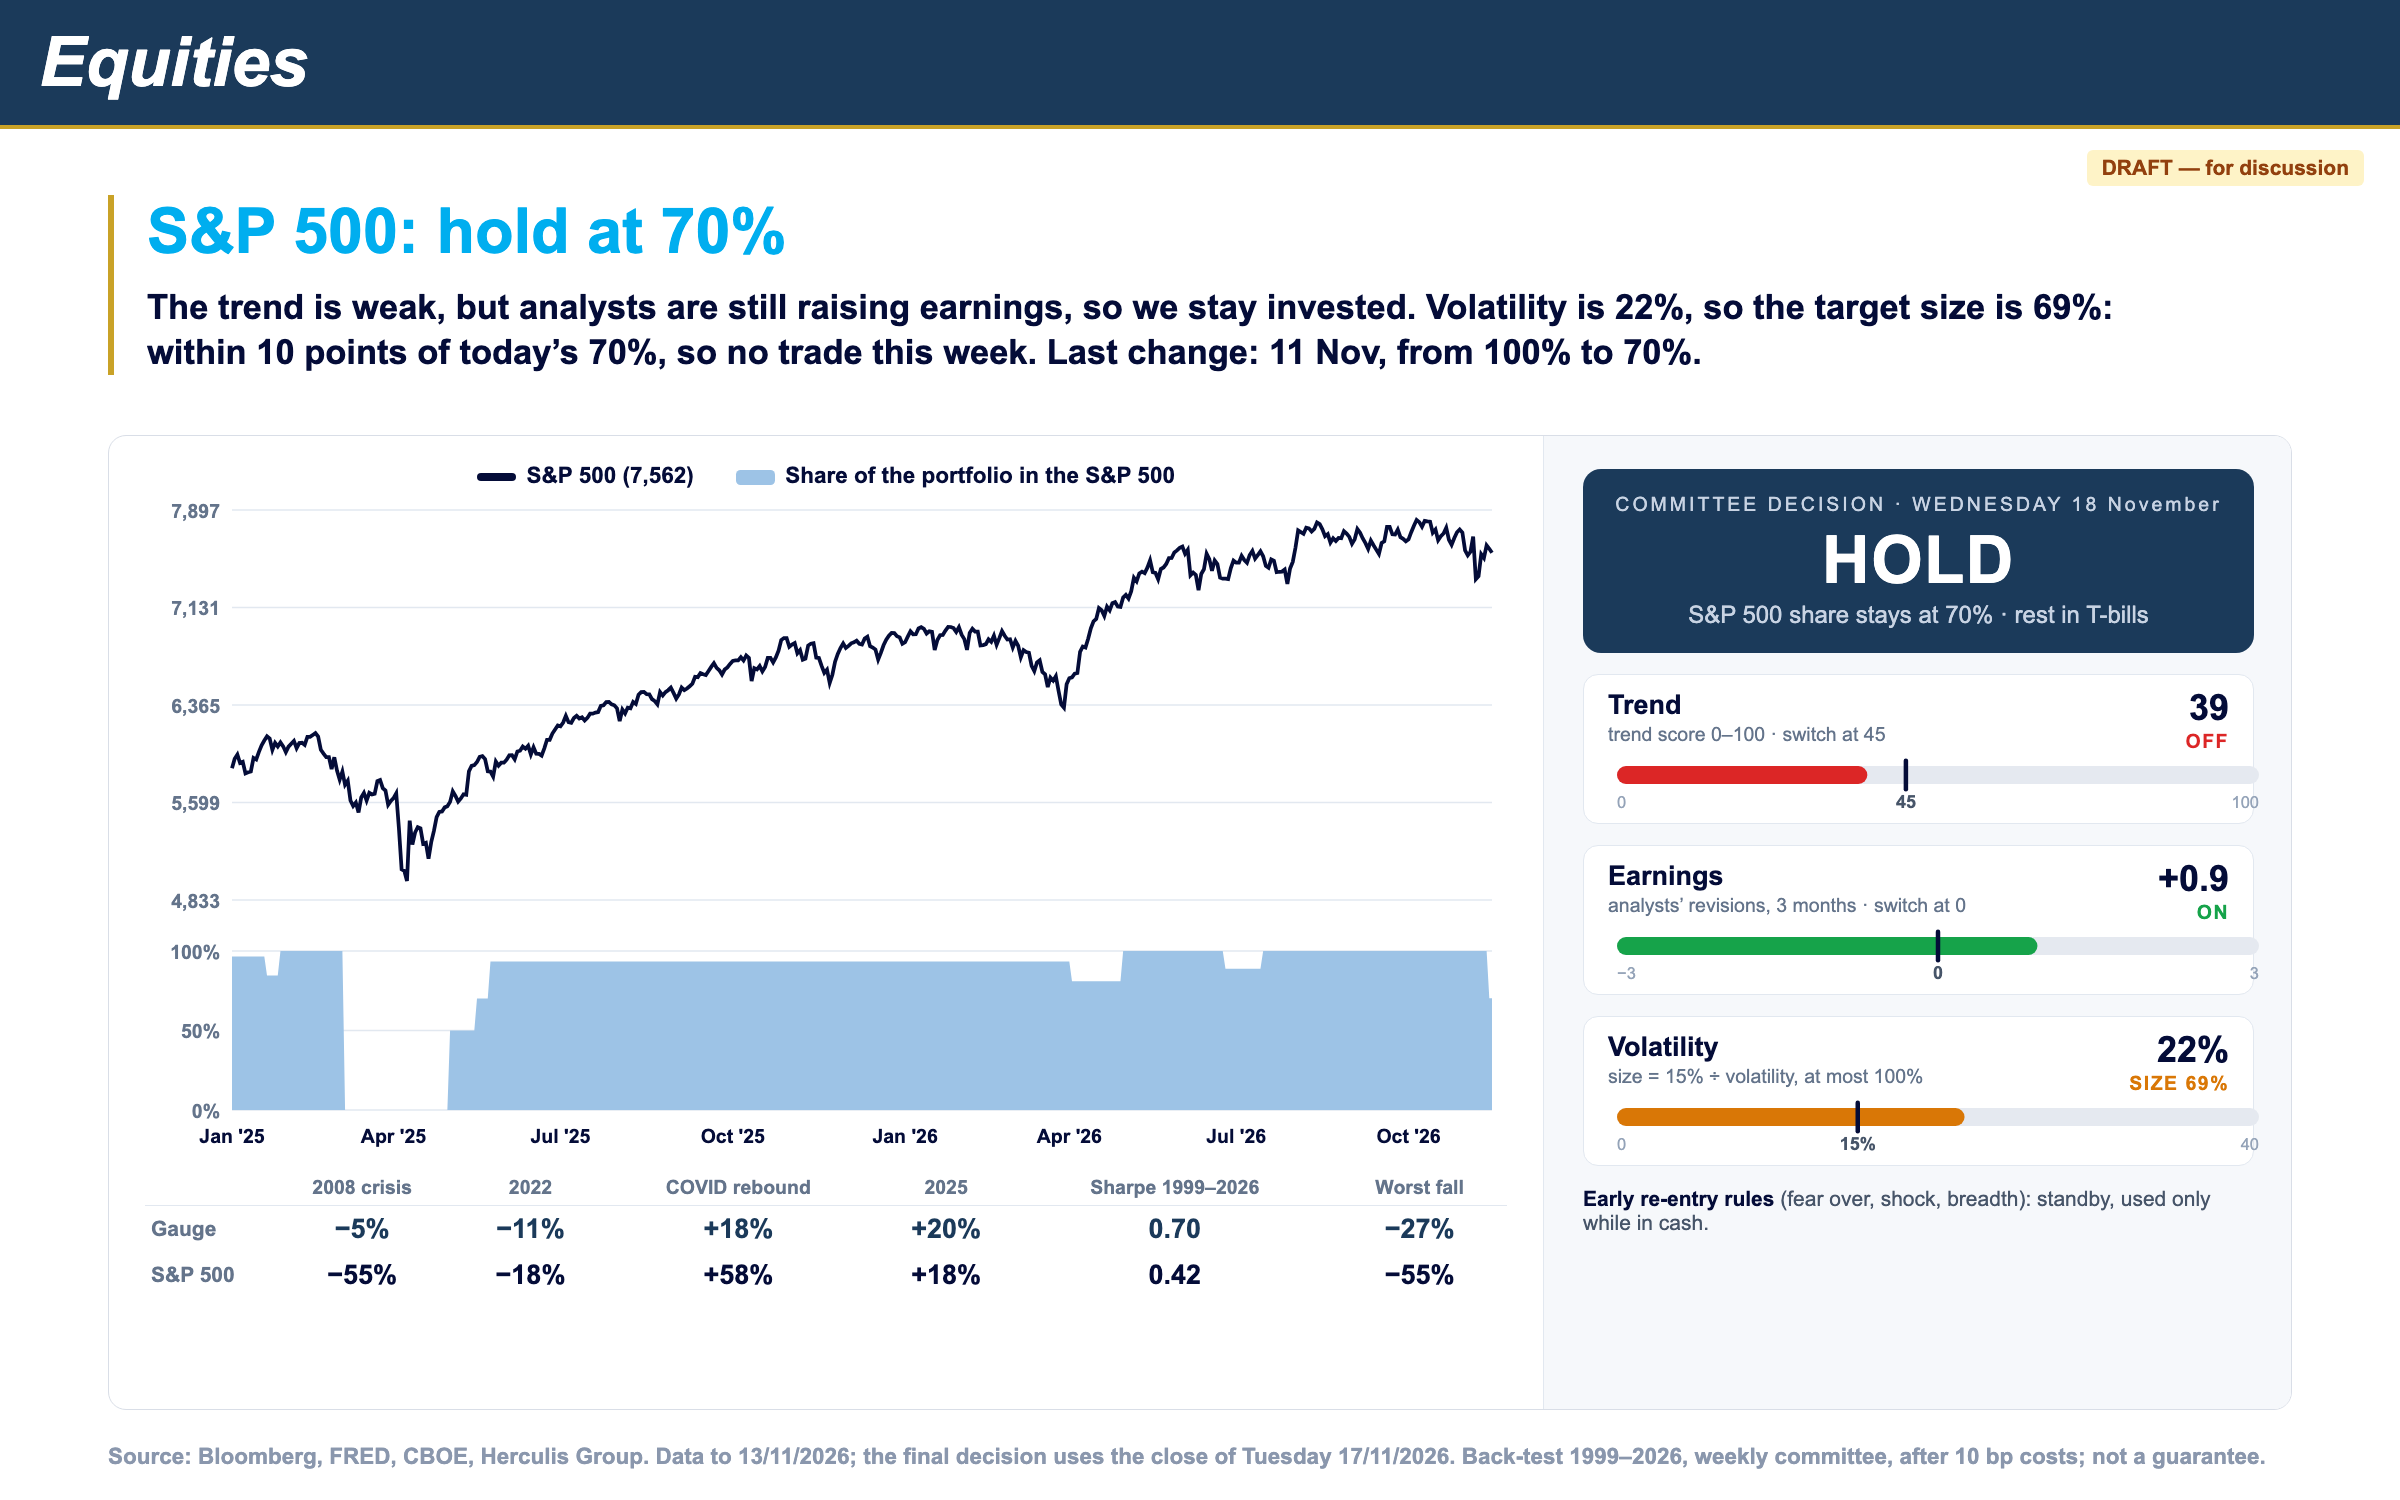 Equities
DRAFT — for discussion
S&P 500: hold at 70%
The trend is weak, but analysts are still raising earnings, so we stay invested. Volatility is 22%, so the target size is 69%:
within 10 points of today’s 70%, so no trade this week. Last change: 11 Nov, from 100% to 70%.
S&P 500 (7,562) Share of the portfolio in the S&P 500
7,897
7,131
6,365
5,599
4,833
100%
50%
0%
Jan '25 Apr '25 Jul '25 Oct '25 Jan '26 Apr '26 Jul '26 Oct '26
2008 crisis 2022 COVID rebound 2025 Sharpe 1999–2026 Worst fall
Gauge −5% −11% +18% +20% 0.70 −27%
S&P 500 −55% −18% +58% +18% 0.42 −55%
COMMITTEE DECISION · WEDNESDAY 18 November
HOLD
S&P 500 share stays at 70% · rest in T-bills
Trend 39
trend score 0–100 · switch at 45 OFF
0 45 100
Earnings +0.9
analysts’ revisions, 3 months · switch at 0 ON
−3 0 3
Volatility 22%
size = 15% ÷ volatility, at most 100% SIZE 69%
0 15% 40
Early re-entry rules (fear over, shock, breadth): standby, used only
while in cash.
Source: Bloomberg, FRED, CBOE, Herculis Group. Data to 13/11/2026; the final decision uses the close of Tuesday 17/11/2026. Back-test 1999–2026, weekly committee, after 10 bp costs; not a guarantee.